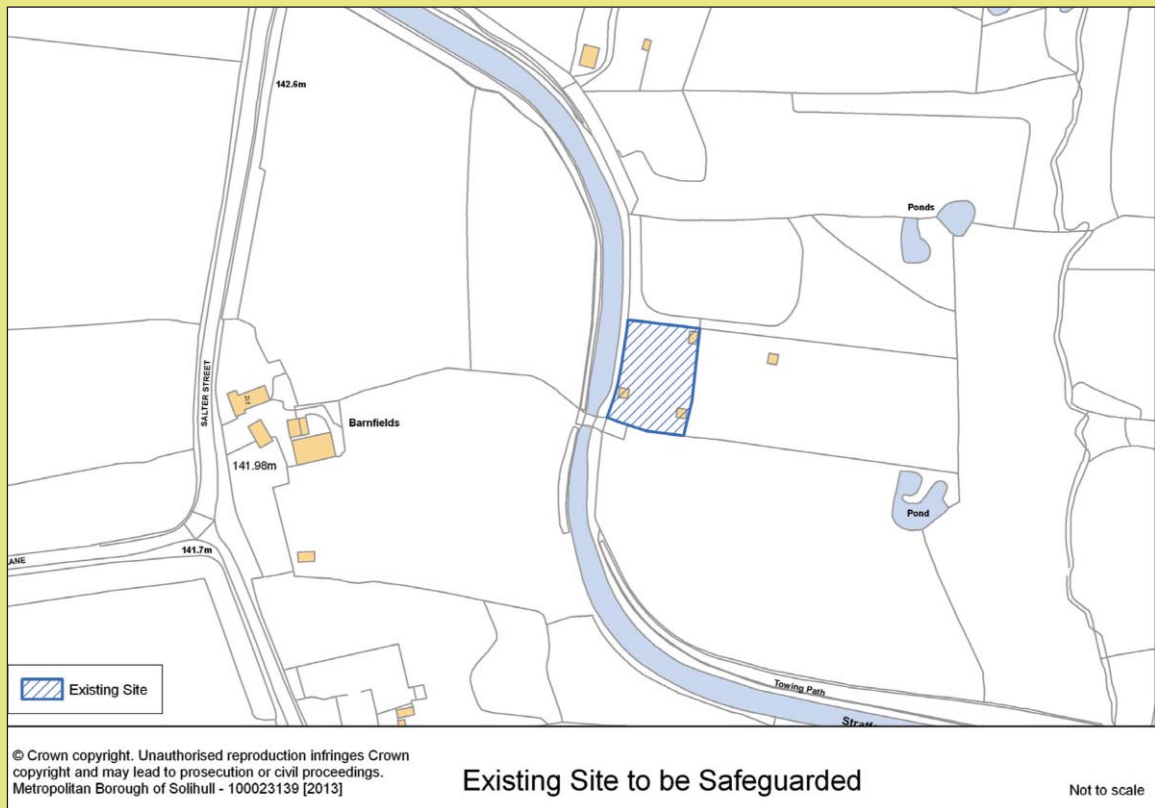 142.6m
Ponds
SALTER STREET
215
Barnfields
141.98m
Pond
141.7m
LANE
Towing Path
Stratf
Existing Site
© Crown copyright. Unauthorised reproduction infringes Crown
copyright and may lead to prosecution or civil proceedings.
Metropolitan Borough of Solihull - 100023139 [2013]
Existing Site to be Safeguarded
Not to scale